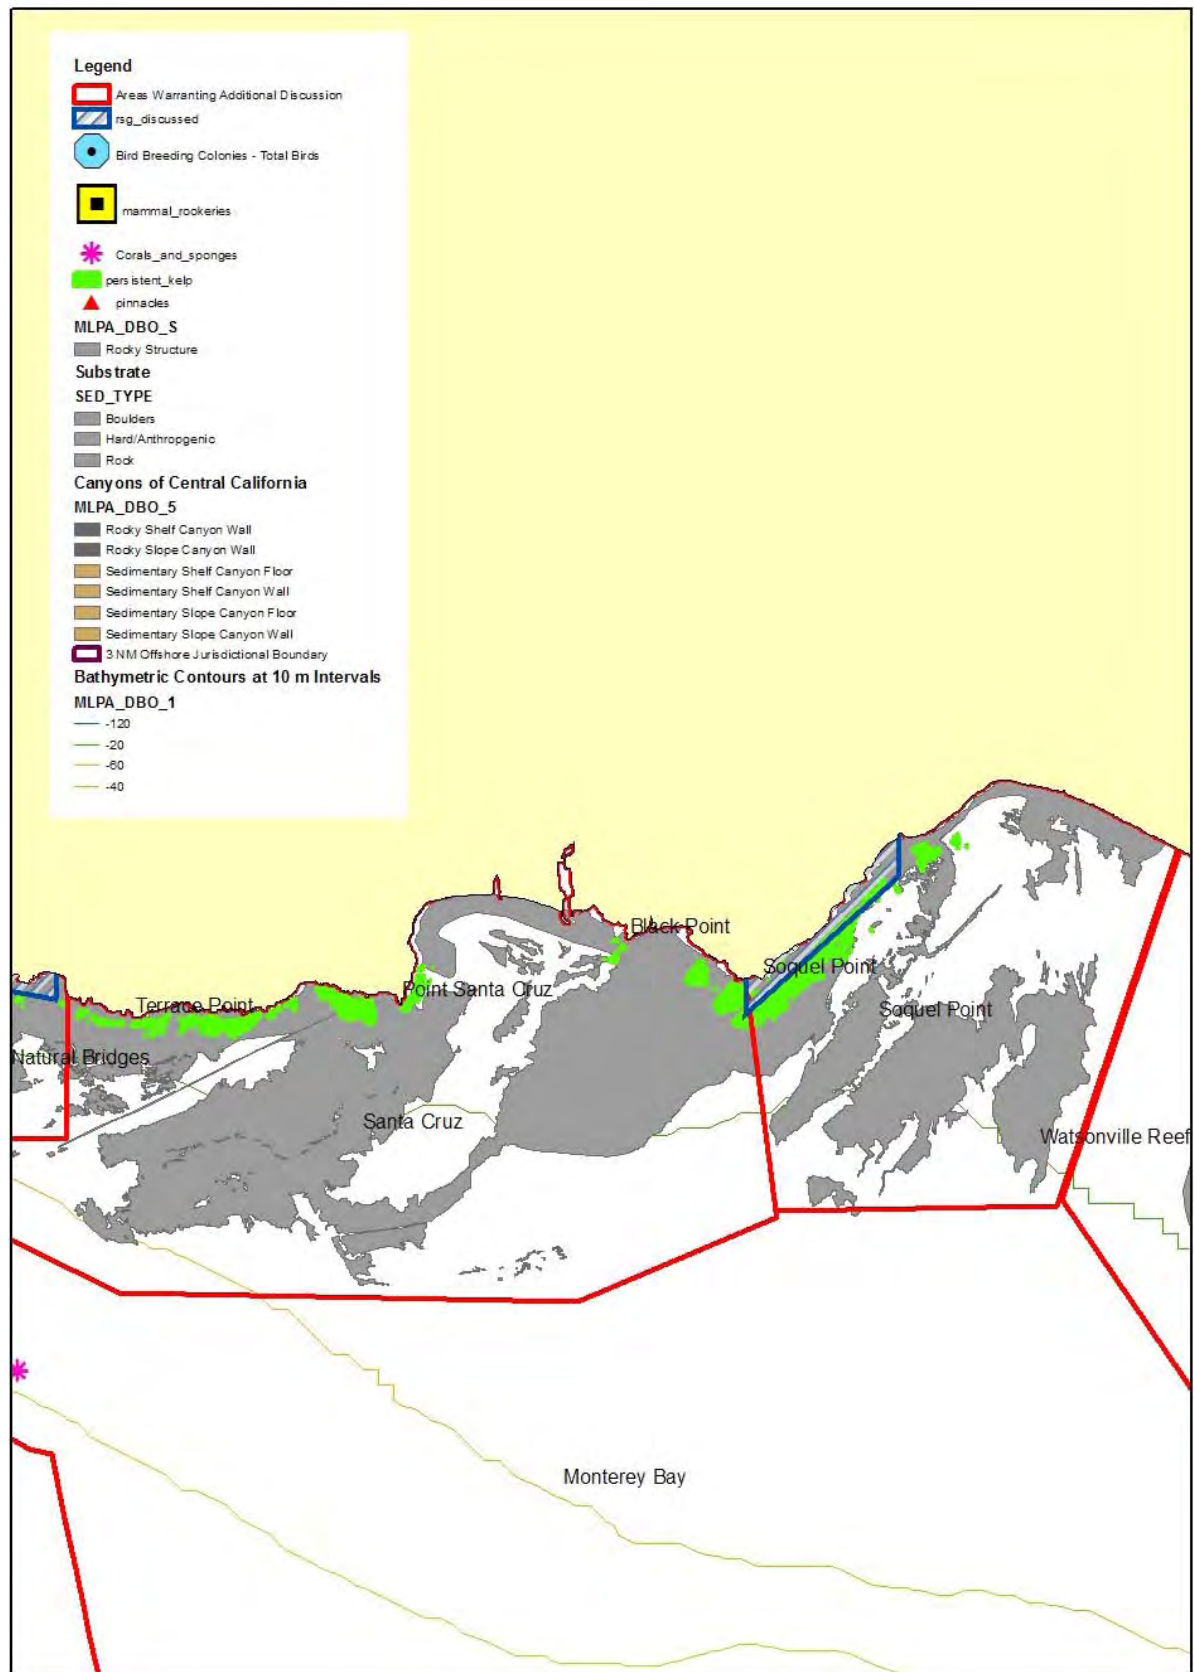 Legend
Areas Warranting Additional Discussion
rsg_discussed
Bird Breeding Colonies - Total Birds
mammal_rookeries
Corals_and_sponges
persistent_kelp
pinnacles
MLPA_DBO_S
Rocky Structure
Substrate
SED_TYPE
Boulders
Hard/Anthropgenic
Rock
Canyons of Central California
MLPA_DBO_5
Rocky Shelf Canyon Wall
Rocky Slope Canyon Wall
Sedimentary Shelf Canyon Floor
Sedimentary Shelf Canyon Wall
Sedimentary Slope Canyon Floor
Sedimentary Slope Canyon Wall
3 NM Offshore Jurisdictional Boundary
Bathymetric Contours at 10 m Intervals
MLPA_DBO_1
-120
-20
-60
-40
Black Point
Soquel Point
Point Santa Cruz
Terrace Point
Soquel Point
Natural Bridges
Santa Cruz
Watsonville Reef
Monterey Bay